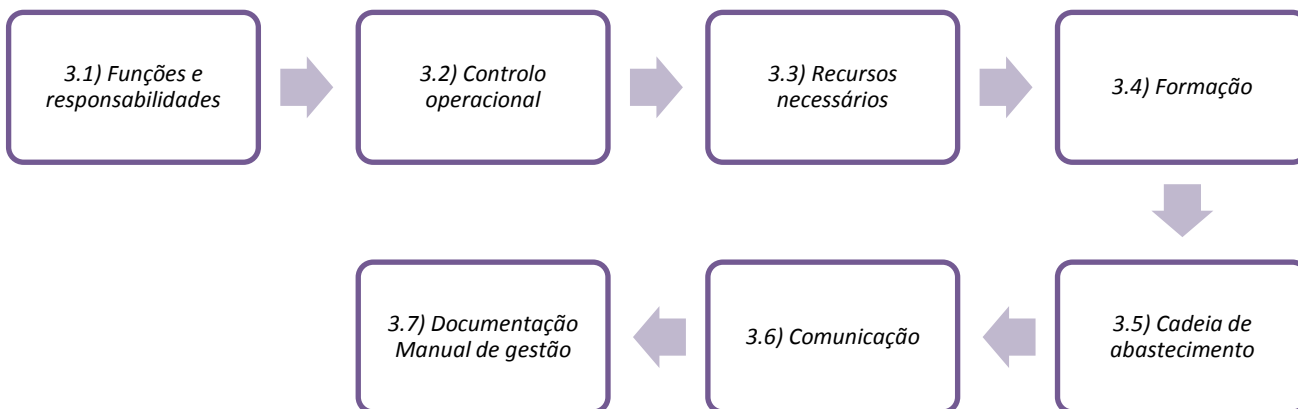 3.1) Funções e
responsabilidades
3.2) Controlo
operacional
3.3) Recursos
necessários
3.4) Formação
3.5) Cadeia de
abastecimento
3.6) Comunicação
3.7) Documentação
Manual de gestão